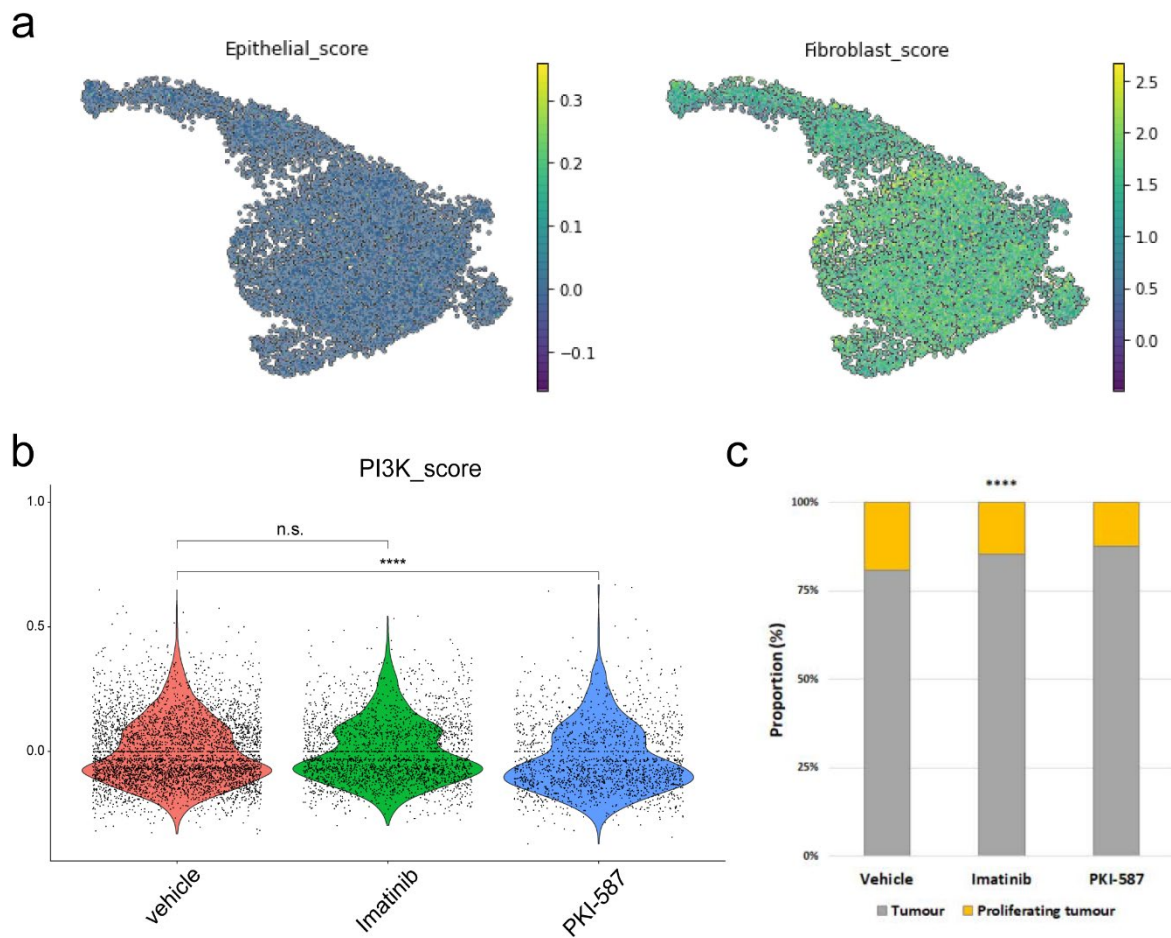 a
Epithelial_score
0.3
0.2
0.1
0.0
−0.1
Fibroblast_score
2.5
2.0
1.5
1.0
0.5
0.0
b
PI3K_score
1.0
0.5
0.0
n.s.
****
vehicle
Imatinib
PKI-587
c
****
100%
75%
50%
25%
0%
Proportion (%)
Vehicle Imatinib PKI-587
Tumour Proliferating tumour